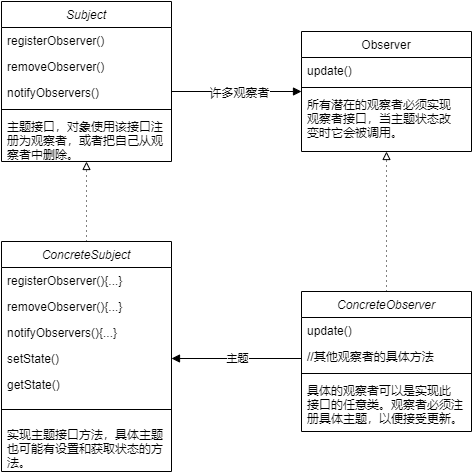 Subject
registerObserver()
removeObserver()
notifyObservers()
主题接口，对象使用该接口注
册为观察者，或者把自己从观
察者中删除。
许多观察者
Observer
update()
所有潜在的观察者必须实现
观察者接口，当主题状态改
变时它会被调用。
ConcreteSubject
registerObserver(){...}
removeObserver(){...}
notifyObservers(){...}
setState()
getState()
实现主题接口方法，具体主题
也可能有设置和获取状态的方
法。
主题
ConcreteObserver
update()
//其他观察者的具体方法
具体的观察者可以是实现此
接口的任意类。观察者必须注
册具体主题，以便接受更新。